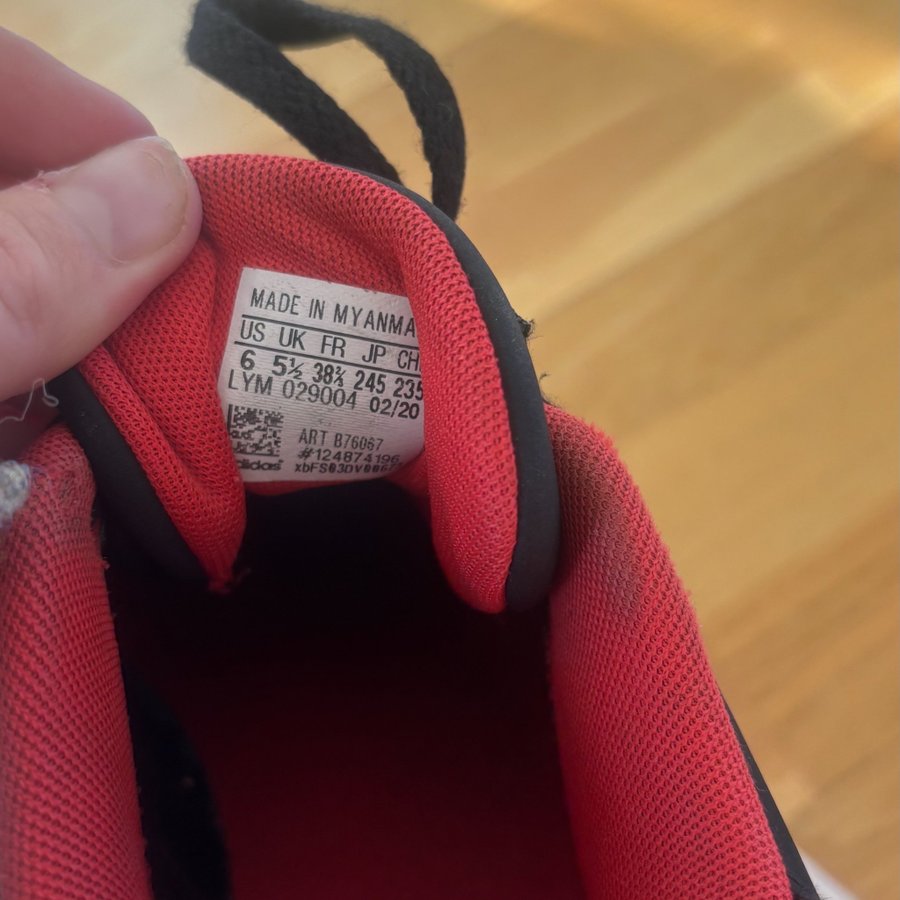 MADE IN MYANMA
US UK FR JP CH
6 5½ 38⅔ 245 235
LYM 029004 02/20
ART B76067
#124874196
adidas